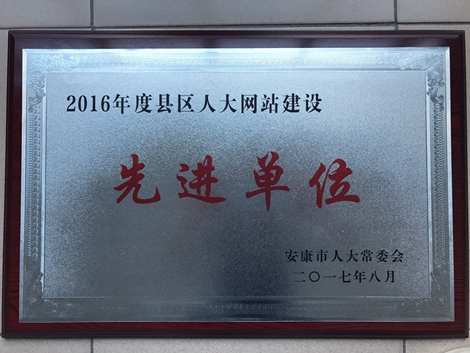 2016年度县区人大网站建设
先进单位
安康市人大常委会
二〇一七年八月